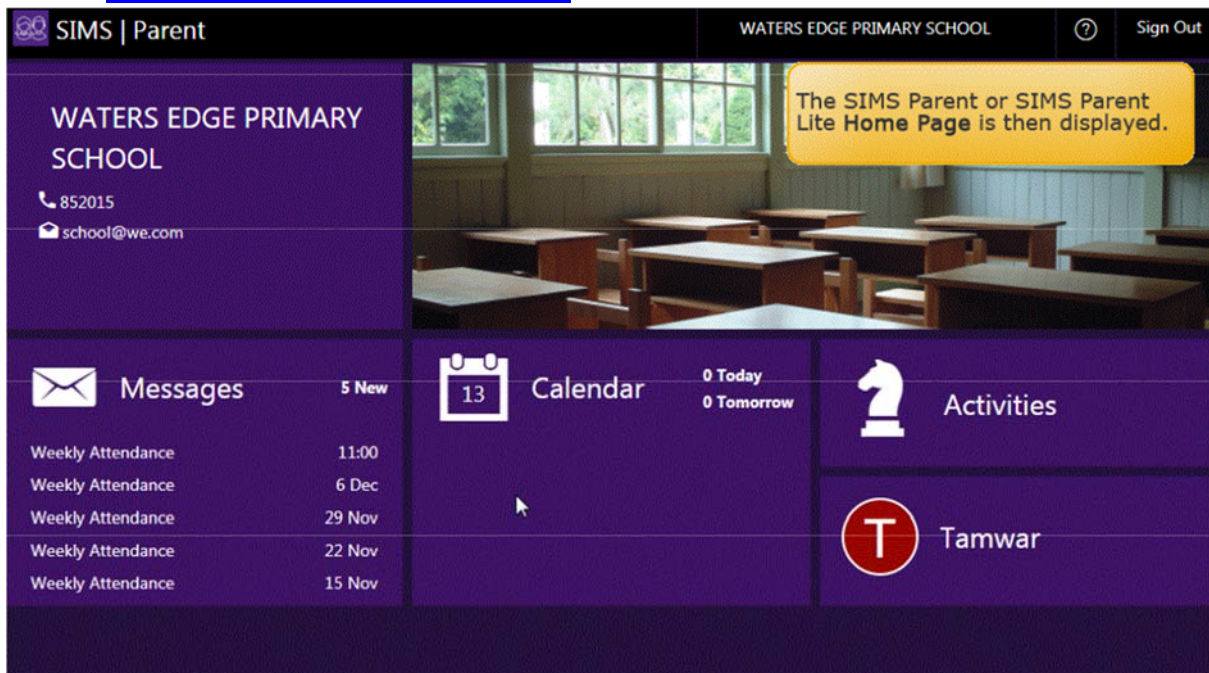 SIMS | Parent
WATERS EDGE PRIMARY SCHOOL
Sign Out
WATERS EDGE PRIMARY
SCHOOL
852015
school@we.com
The SIMS Parent or SIMS Parent
Lite Home Page is then displayed.
Messages
5 New
Weekly Attendance 11:00
Weekly Attendance 6 Dec
Weekly Attendance 29 Nov
Weekly Attendance 22 Nov
Weekly Attendance 15 Nov
13
Calendar
0 Today
0 Tomorrow
Activities
T
Tamwar